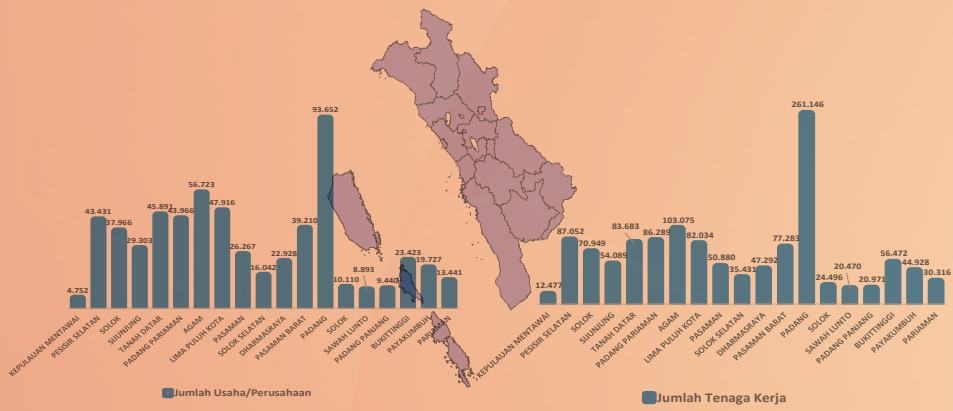 93.652
56.723
47.916
45.891
43.966
43.431
39.210
37.966
29.303
26.267
22.928
16.042
4.752
10.110
8.893
9.440
23.423
19.727
13.441
KEPULAUAN MENTAWAI
PESISIR SELATAN
SOLOK
SIJUNJUNG
TANAH DATAR
PADANG PARIAMAN
AGAM
LIMA PULUH KOTA
PASAMAN
SOLOK SELATAN
DHARMASRAYA
PASAMAN BARAT
PADANG
SOLOK
SAWAH LUNTO
PADANG PANJANG
BUKITTINGGI
PAYAKUMBUH
PARIAMAN
Jumlah Usaha/Perusahaan
261.146
103.075
87.052
86.289
83.683
82.034
77.283
70.949
54.089
50.880
47.292
35.431
12.477
24.496
20.470
20.971
56.472
44.928
30.316
KEPULAUAN MENTAWAI
PESISIR SELATAN
SOLOK
SIJUNJUNG
TANAH DATAR
PADANG PARIAMAN
AGAM
LIMA PULUH KOTA
PASAMAN
SOLOK SELATAN
DHARMASRAYA
PASAMAN BARAT
PADANG
SOLOK
SAWAH LUNTO
PADANG PANJANG
BUKITTINGGI
PAYAKUMBUH
PARIAMAN
Jumlah Tenaga Kerja